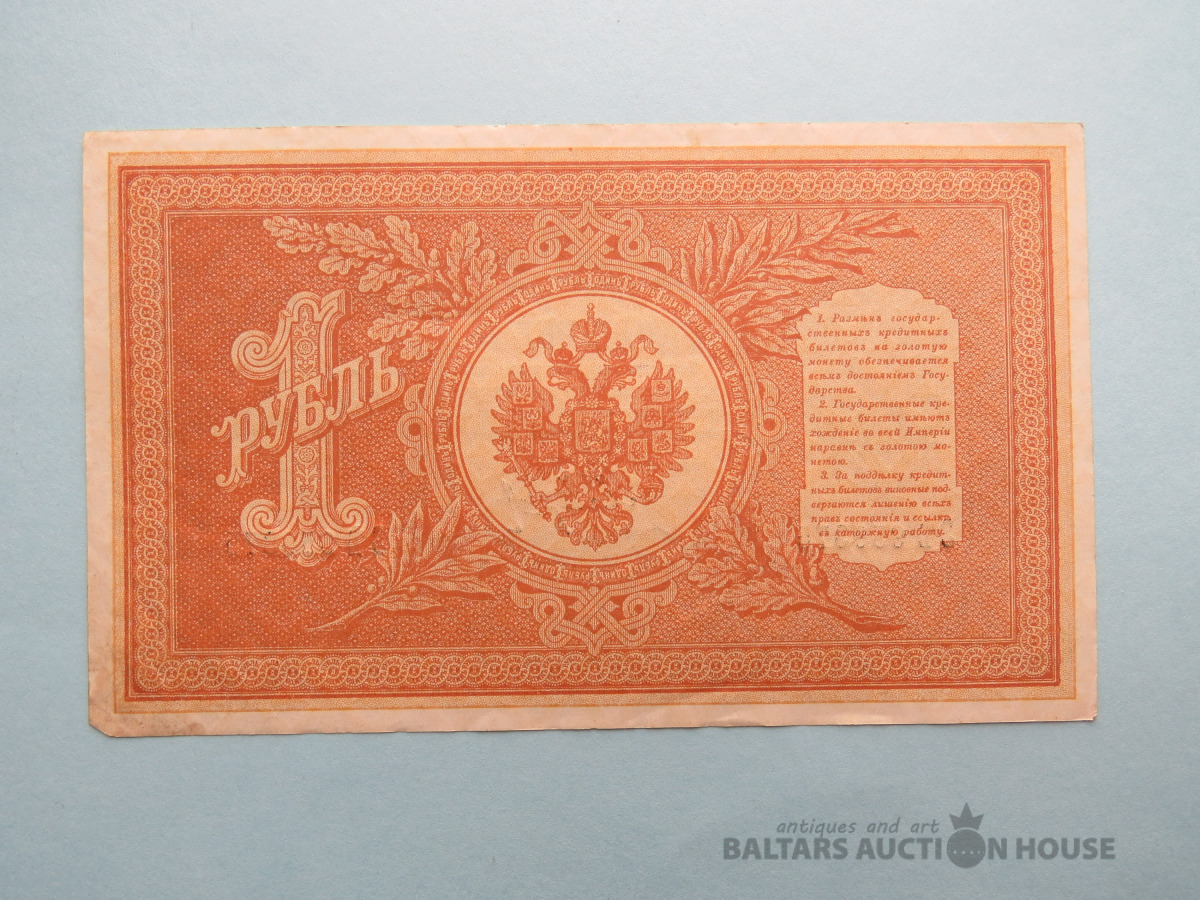 1
РУБЛЬ
1. Размѣнъ государ-
ственныхъ кредитныхъ
билетовъ на золотую
монету обезпечивается
всѣмъ достояніемъ Госу-
дарства.
2. Государственные кре-
дитные билеты имѣютъ
хожденіе во всей Имперіи
наравнѣ съ золотою мо-
нетою.
3. За поддѣлку кредит-
ныхъ билетовъ виновные под-
вергаются лишенію всѣхъ
правъ состоянія и ссылкѣ
въ каторжную работу.
antiques and art
BALTARS AUCTION HOUSE